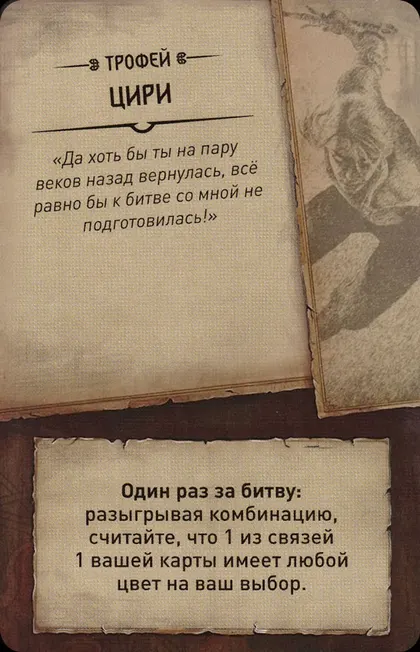 ТРОФЕЙ
ЦИРИ
«Да хоть бы ты на пару
веков назад вернулась, всё
равно бы к битве со мной не
подготовилась!»
Один раз за битву:
разыгрывая комбинацию,
считайте, что 1 из связей
1 вашей карты имеет любой
цвет на ваш выбор.